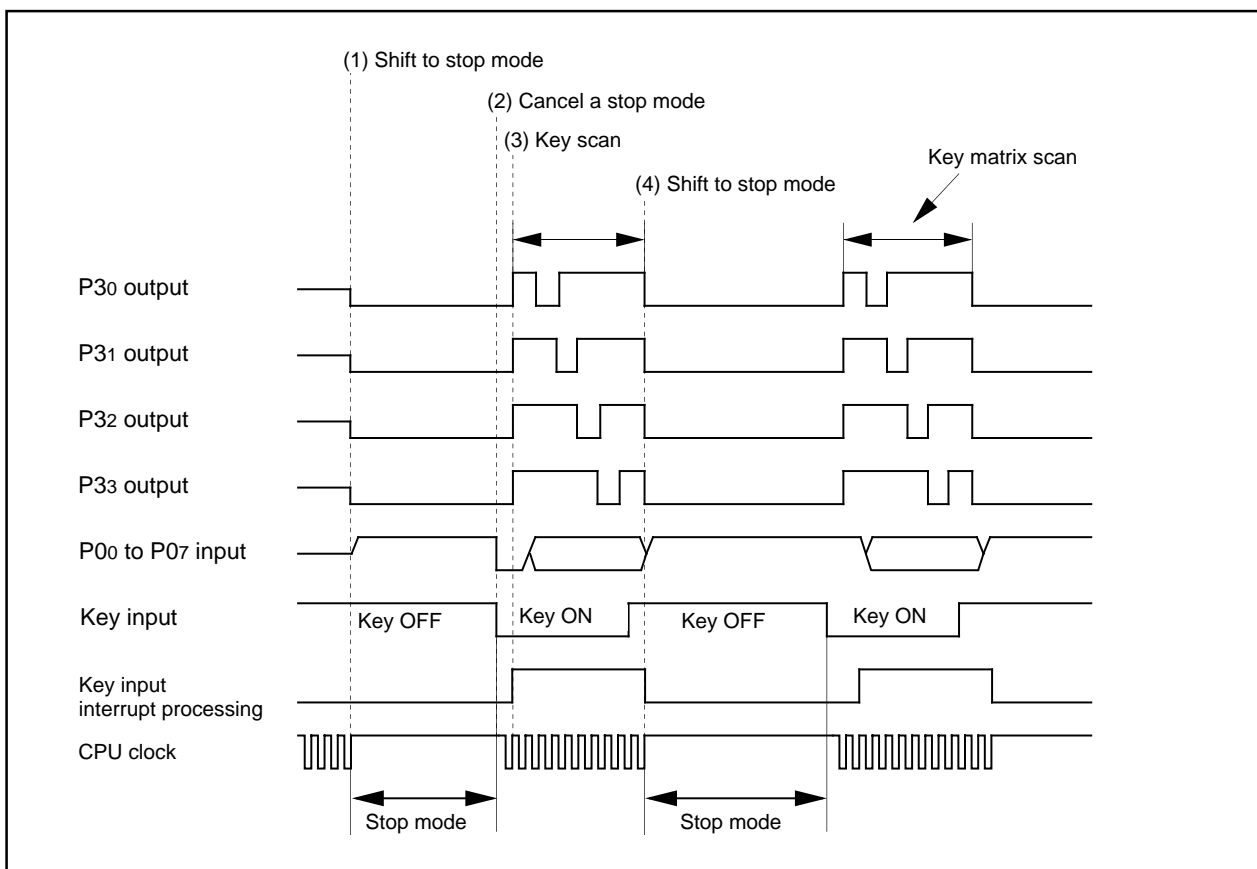 (1) Shift to stop mode
(2) Cancel a stop mode
(3) Key scan
Key matrix scan
(4) Shift to stop mode
P30 output
P31 output
P32 output
P33 output
P00 to P07 input
Key input
Key OFF
Key ON
Key OFF
Key ON
Key input
interrupt processing
CPU clock
Stop mode
Stop mode